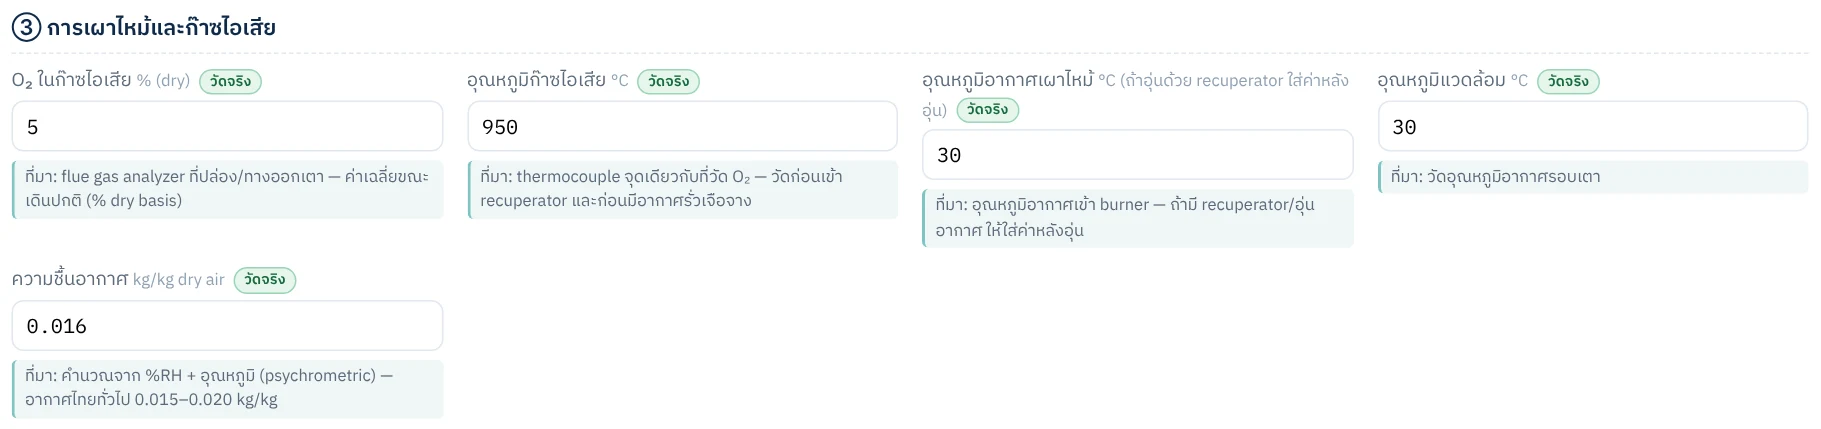 ③ การเผาไหม้และก๊าซไอเสีย
O₂ ในก๊าซไอเสีย % (dry) วัดจริง
5
ที่มา: flue gas analyzer ที่ปล่อง/ทางออกเตา — ค่าเฉลี่ยขณะ
เดินปกติ (% dry basis)
อุณหภูมิก๊าซไอเสีย °C วัดจริง
950
ที่มา: thermocouple จุดเดียวกับที่วัด O₂ — วัดก่อนเข้า
recuperator และก่อนมีอากาศรั่วเจือจาง
อุณหภูมิอากาศเผาไหม้ °C (ถ้าอุ่นด้วย recuperator ใส่ค่าหลัง
อุ่น) วัดจริง
30
ที่มา: อุณหภูมิอากาศเข้า burner — ถ้ามี recuperator/อุ่น
อากาศ ให้ใส่ค่าหลังอุ่น
อุณหภูมิแวดล้อม °C วัดจริง
30
ที่มา: วัดอุณหภูมิอากาศรอบเตา
ความชื้นอากาศ kg/kg dry air วัดจริง
0.016
ที่มา: คำนวณจาก %RH + อุณหภูมิ (psychrometric) —
อากาศไทยทั่วไป 0.015–0.020 kg/kg